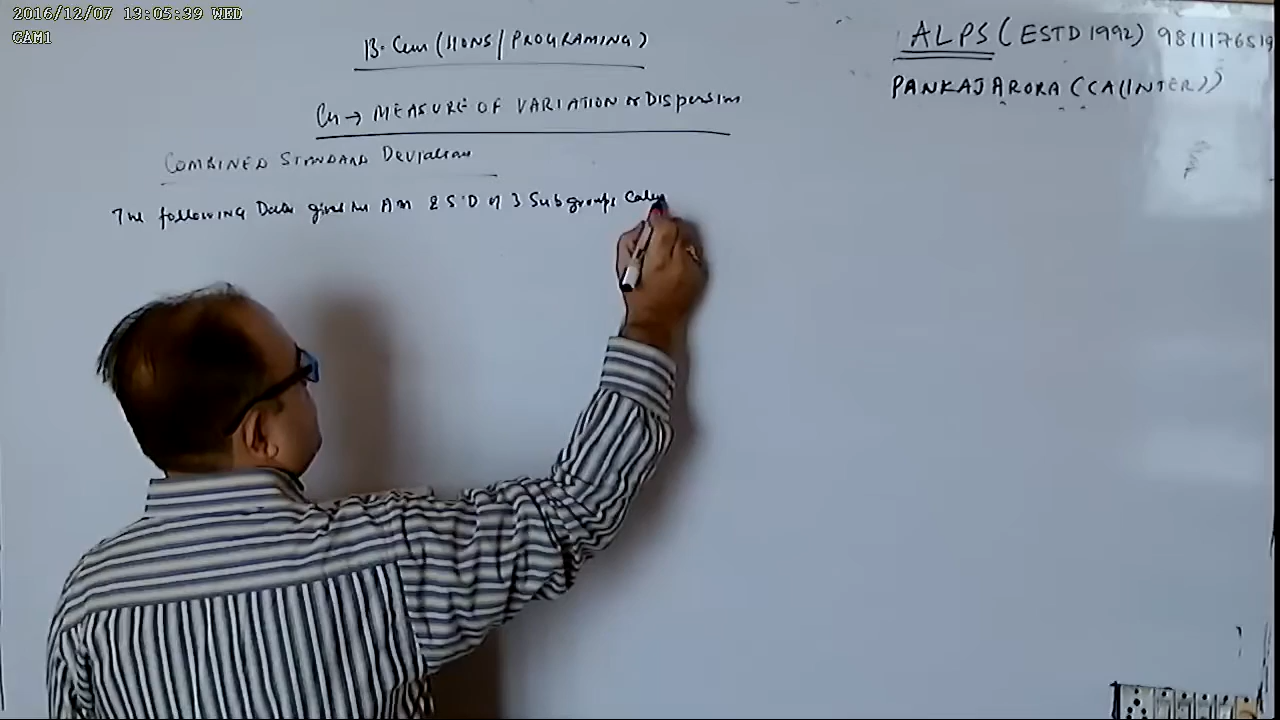 2016/12/07 13:05:39 WED
CAM1
B. Com (HONS / PROGRAMING)
ALPS (ESTD 1992) 9811176519
PANKAJ ARORA (CA (INTER))
CH → MEASURE OF VARIATION or Dispersion
COMBINED STANDARD Deviation
The following Data gives the AM & S.D of 3 Subgroups Calcu